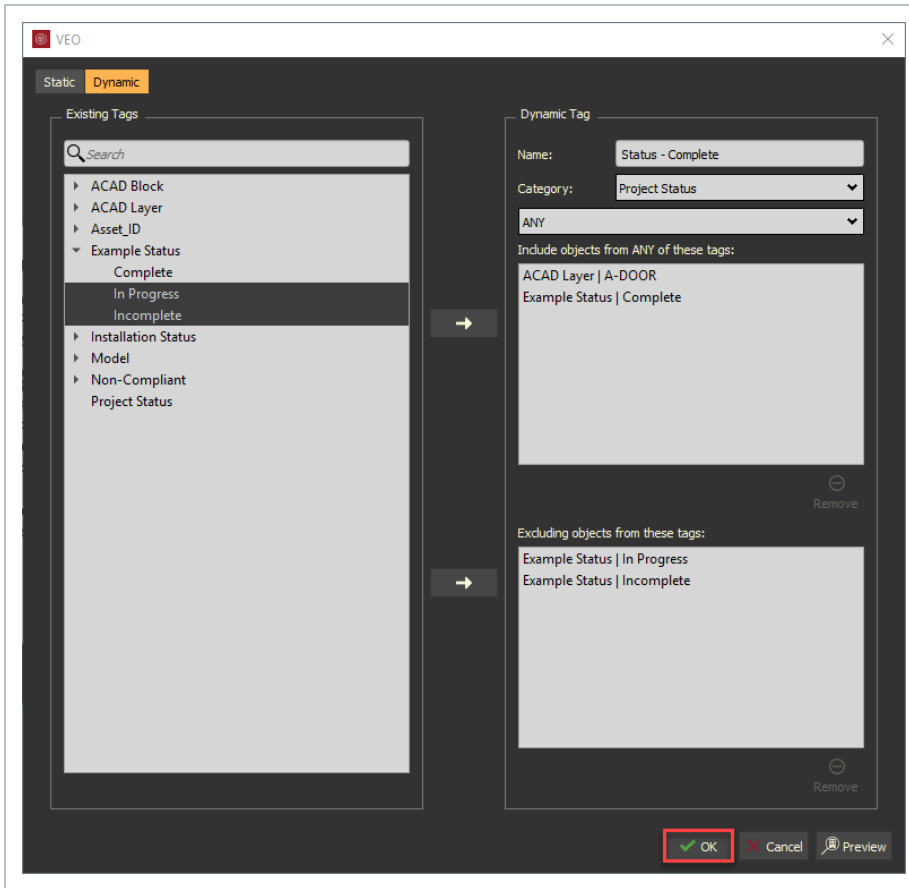 VEO
Static Dynamic
Existing Tags
Search
ACAD Block
ACAD Layer
Asset_ID
Example Status
Complete
In Progress
Incomplete
Installation Status
Model
Non-Compliant
Project Status
Dynamic Tag
Name: Status - Complete
Category: Project Status
ANY
Include objects from ANY of these tags:
ACAD Layer | A-DOOR
Example Status | Complete
Remove
Excluding objects from these tags:
Example Status | In Progress
Example Status | Incomplete
Remove
OK Cancel Preview